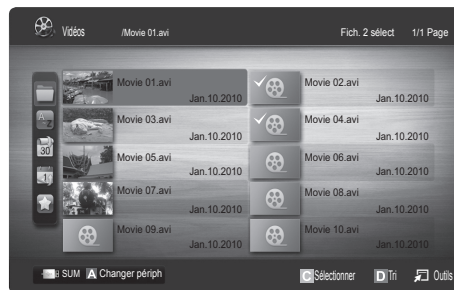 Vidéos /Movie 01.avi Fich. 2 sélect 1/1 Page
Movie 01.avi Movie 02.avi
Jan.10.2010 Jan.10.2010
Movie 03.avi Movie 04.avi
Jan.10.2010 Jan.10.2010
Movie 05.avi Movie 06.avi
Jan.10.2010 Jan.10.2010
Movie 07.avi Movie 08.avi
Jan.10.2010 Jan.10.2010
Movie 09.avi Movie 10.avi
Jan.10.2010 Jan.10.2010
SUM A Changer périph C Sélectionner D Tri Outils